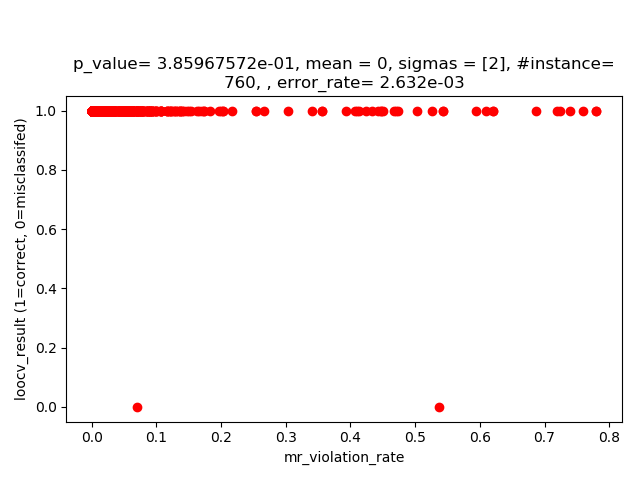 p_value= 3.85967572e-01, mean = 0, sigmas = [2], #instance=
760, , error_rate= 2.632e-03
1.0
0.8
0.6
0.4
0.2
0.0
loocv_result (1=correct, 0=misclassifed)
0.0 0.1 0.2 0.3 0.4 0.5 0.6 0.7 0.8
mr_violation_rate